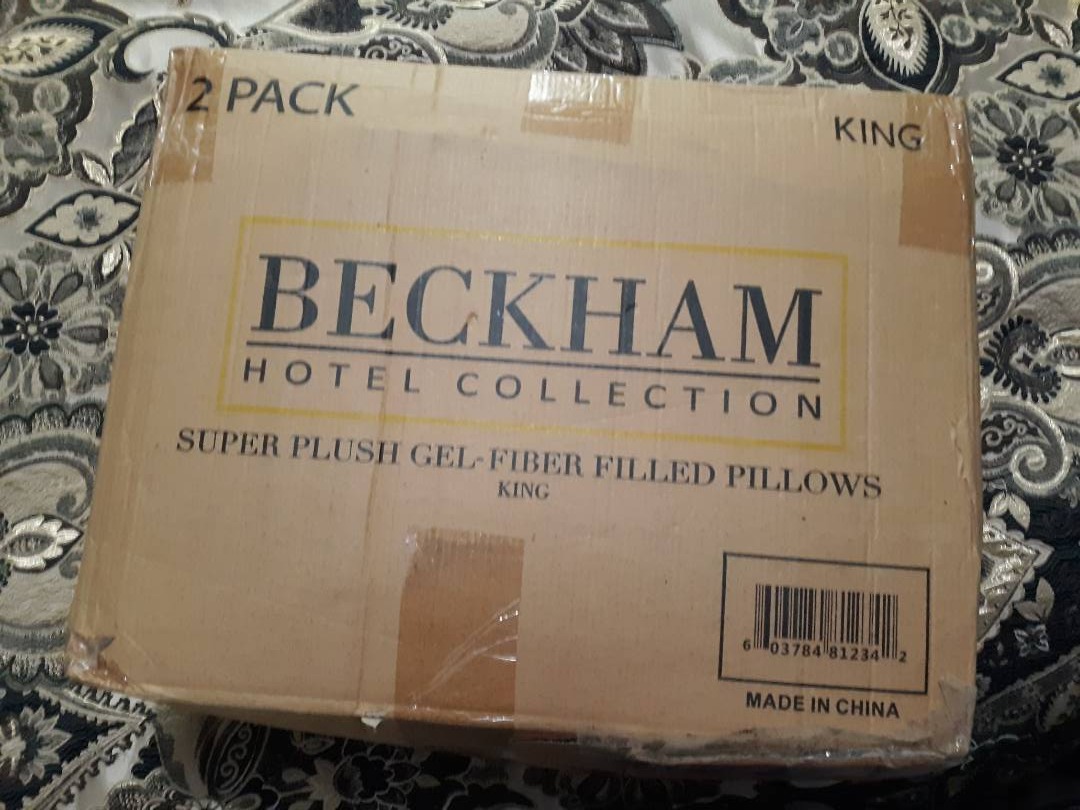 2 PACK
KING
BECKHAM
HOTEL COLLECTION
SUPER PLUSH GEL-FIBER FILLED PILLOWS
KING
6 03784 81234 2
MADE IN CHINA